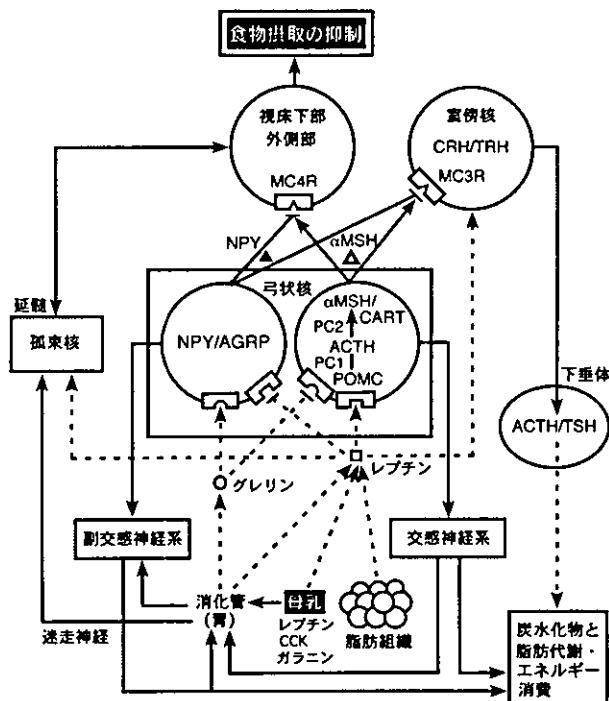 食物摂取の抑制
視床下部
外側部
MC4R
室傍核
CRH/TRH
MC3R
NPY
αMSH
弓状核
延髄
孤束核
NPY/AGRP
αMSH/
CART
PC2
ACTH
PC1
POMC
下垂体
ACTH/TSH
レプチン
グレリン
副交感神経系
交感神経系
消化管
(胃)
母乳
レプチン
CCK
ガラニン
脂肪組織
迷走神経
炭水化物と
脂肪代謝・
エネルギー
消費